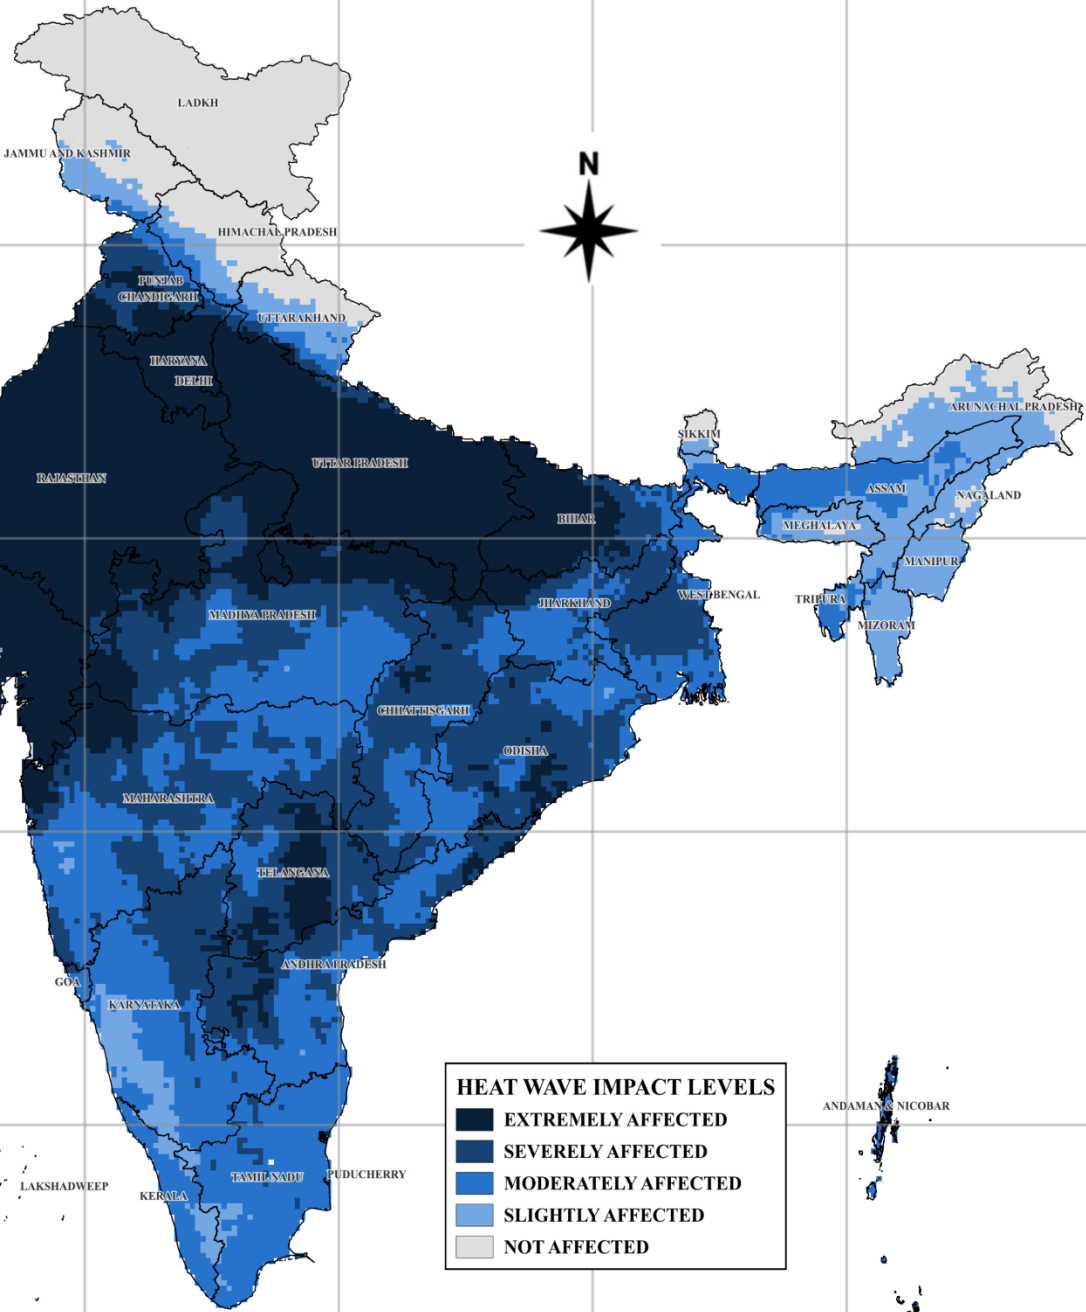 LADKH
JAMMU AND KASHMIR
N
HIMACHAL PRADESH
PUNJAB
CHANDIGARH
UTTARAKHAND
HARYANA
DELHI
ARUNACHAL PRADESH
SIKKIM
UTTAR PRADESH
RAJASTHAN
ASSAM
NAGALAND
BIHAR
MEGHALAYA
MANIPUR
WEST BENGAL
TRIPURA
JHARKHAND
MADHYA PRADESH
MIZORAM
CHHATTISGARH
ODISHA
MAHARASHTRA
TELANGANA
ANDHRA PRADESH
GOA
KARNATAKA
HEAT WAVE IMPACT LEVELS
EXTREMELY AFFECTED
SEVERELY AFFECTED
MODERATELY AFFECTED
SLIGHTLY AFFECTED
NOT AFFECTED
ANDAMAN & NICOBAR
LAKSHADWEEP
KERALA
TAMIL NADU
PUDUCHERRY